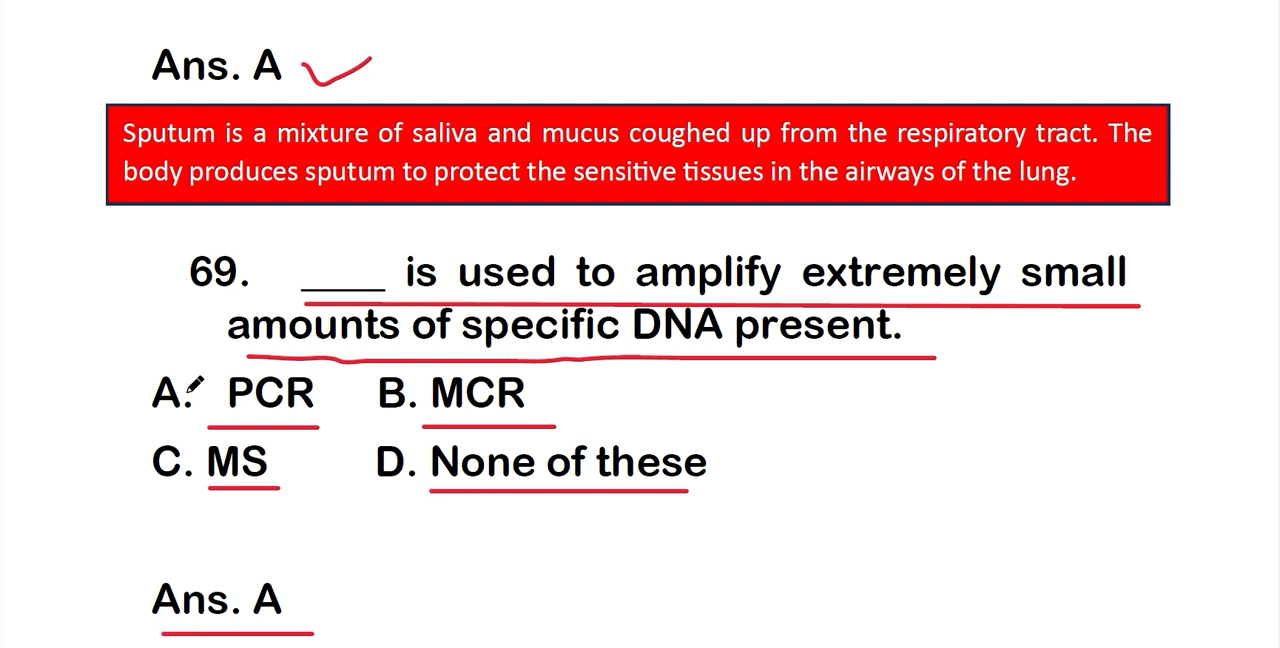 Ans. A
Sputum is a mixture of saliva and mucus coughed up from the respiratory tract. The
body produces sputum to protect the sensitive tissues in the airways of the lung.
69. ____ is used to amplify extremely small
amounts of specific DNA present.
A. PCR B. MCR
C. MS D. None of these
Ans. A